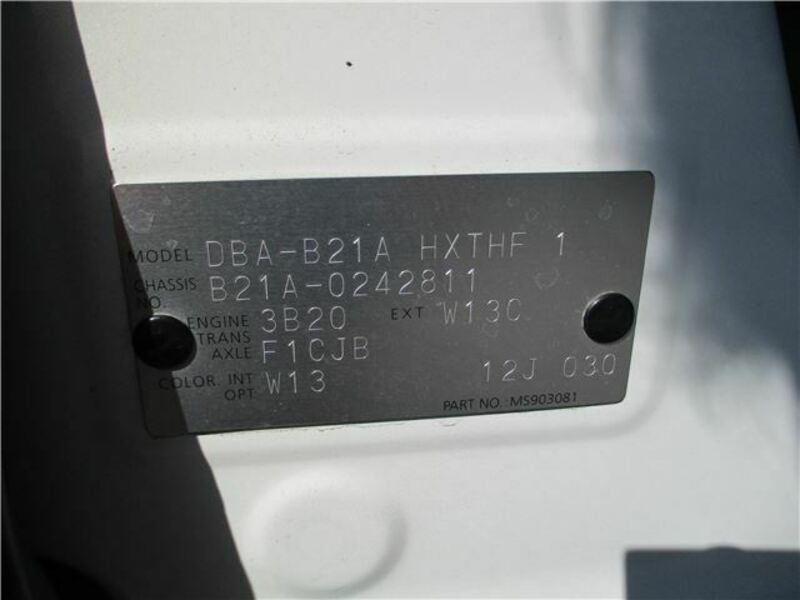 MODEL DBA-B21A HXTHF 1
CHASSIS NO. B21A-0242811
ENGINE 3B20 EXT W13C
TRANS AXLE F1CJB
COLOR. INT OPT W13 12J 030
PART NO. MS903081